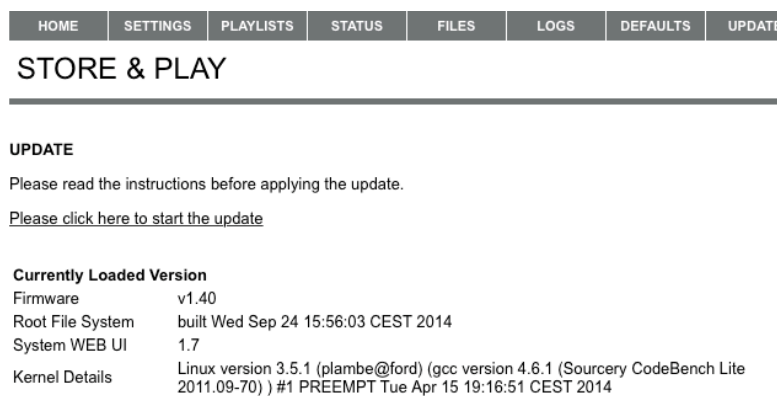 HOME SETTINGS PLAYLISTS STATUS FILES LOGS DEFAULTS UPDATE
STORE & PLAY
UPDATE
Please read the instructions before applying the update.
Please click here to start the update
Currently Loaded Version
Firmware v1.40
Root File System built Wed Sep 24 15:56:03 CEST 2014
System WEB UI 1.7
Kernel Details Linux version 3.5.1 (plambe@ford) (gcc version 4.6.1 (Sourcery CodeBench Lite
2011.09-70) ) #1 PREEMPT Tue Apr 15 19:16:51 CEST 2014